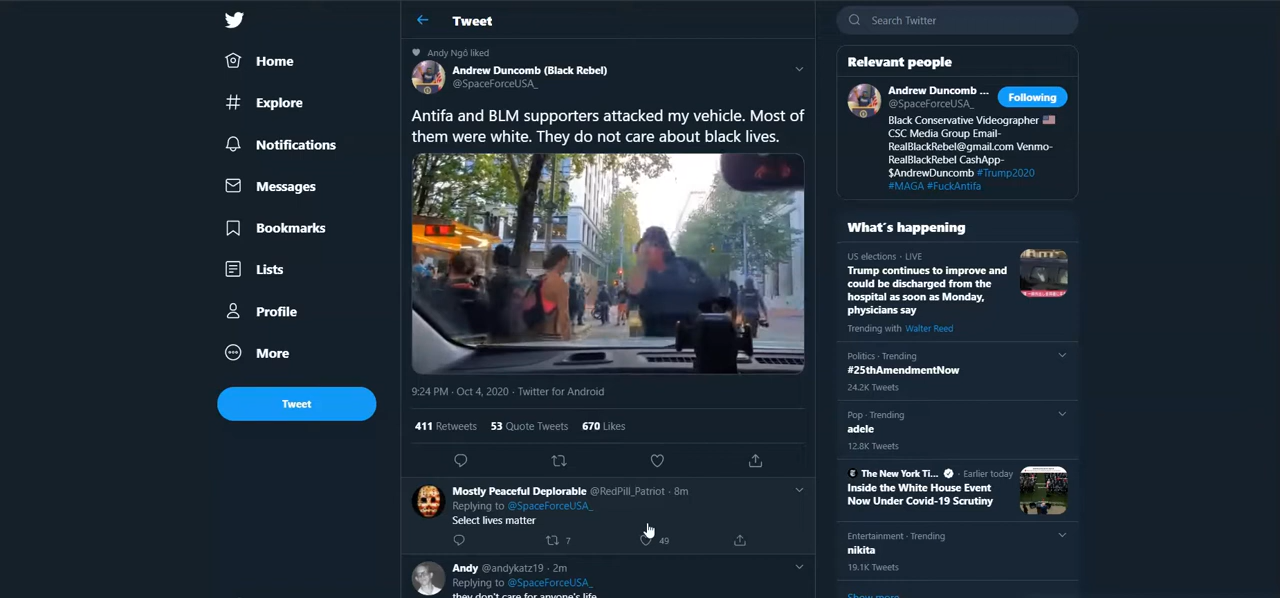 Home
Explore
Notifications
Messages
Bookmarks
Lists
Profile
More
Tweet
Tweet
Andy Ngô liked
Andrew Duncomb (Black Rebel)
@SpaceForceUSA_
Antifa and BLM supporters attacked my vehicle. Most of
them were white. They do not care about black lives.
9:24 PM · Oct 4, 2020 · Twitter for Android
411 Retweets 53 Quote Tweets 670 Likes
Mostly Peaceful Deplorable @RedPill_Patriot · 8m
Replying to @SpaceForceUSA_
Select lives matter
7 49
Andy @andykatz19 · 2m
Replying to @SpaceForceUSA_
they don't care for anyone's life
Search Twitter
Relevant people
Andrew Duncomb ...
@SpaceForceUSA_
Following
Black Conservative Videographer 🇺🇸
CSC Media Group Email-
RealBlackRebel@gmail.com Venmo-
RealBlackRebel CashApp-
$AndrewDuncomb #Trump2020
#MAGA #FuckAntifa
What's happening
US elections · LIVE
Trump continues to improve and
could be discharged from the
hospital as soon as Monday,
physicians say
Trending with Walter Reed
Politics · Trending
#25thAmendmentNow
24.2K Tweets
Pop · Trending
adele
12.8K Tweets
The New York Ti... · Earlier today
Inside the White House Event
Now Under Covid-19 Scrutiny
Entertainment · Trending
nikita
19.1K Tweets
Show more